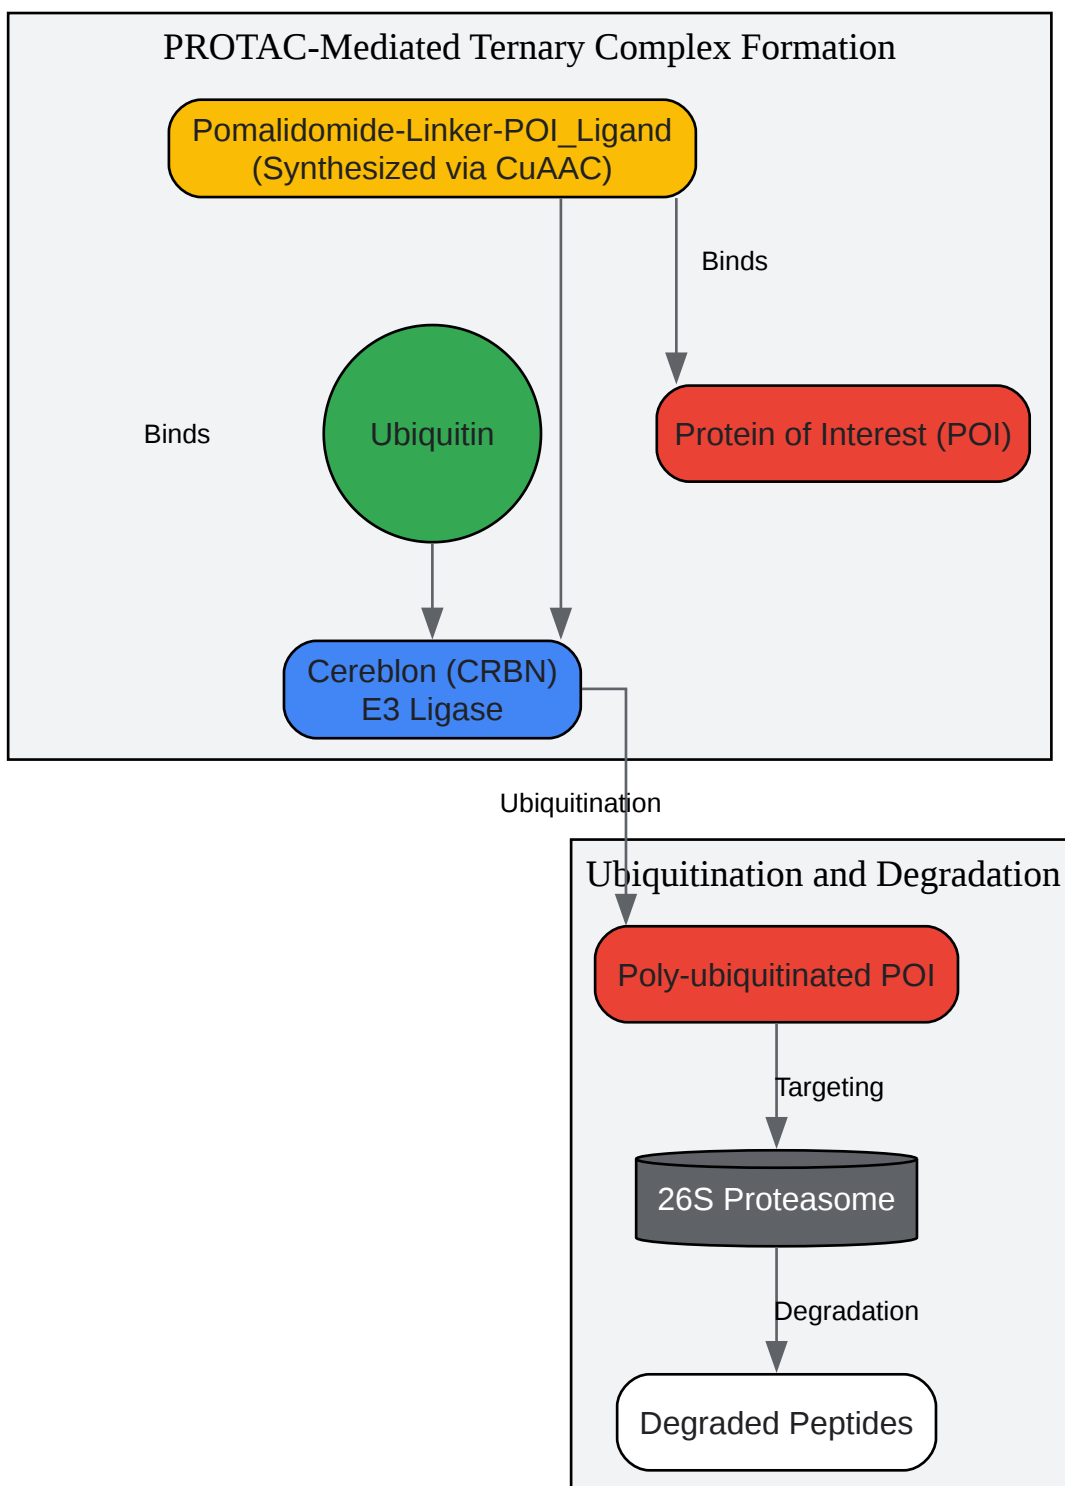 PROTAC-Mediated Ternary Complex Formation
Pomalidomide-Linker-POI_Ligand
(Synthesized via CuAAC)
Binds
Binds
Ubiquitin
Protein of Interest (POI)
Cereblon (CRBN)
E3 Ligase
Ubiquitination
Ubiquitination and Degradation
Poly-ubiquitinated POI
Targeting
26S Proteasome
Degradation
Degraded Peptides